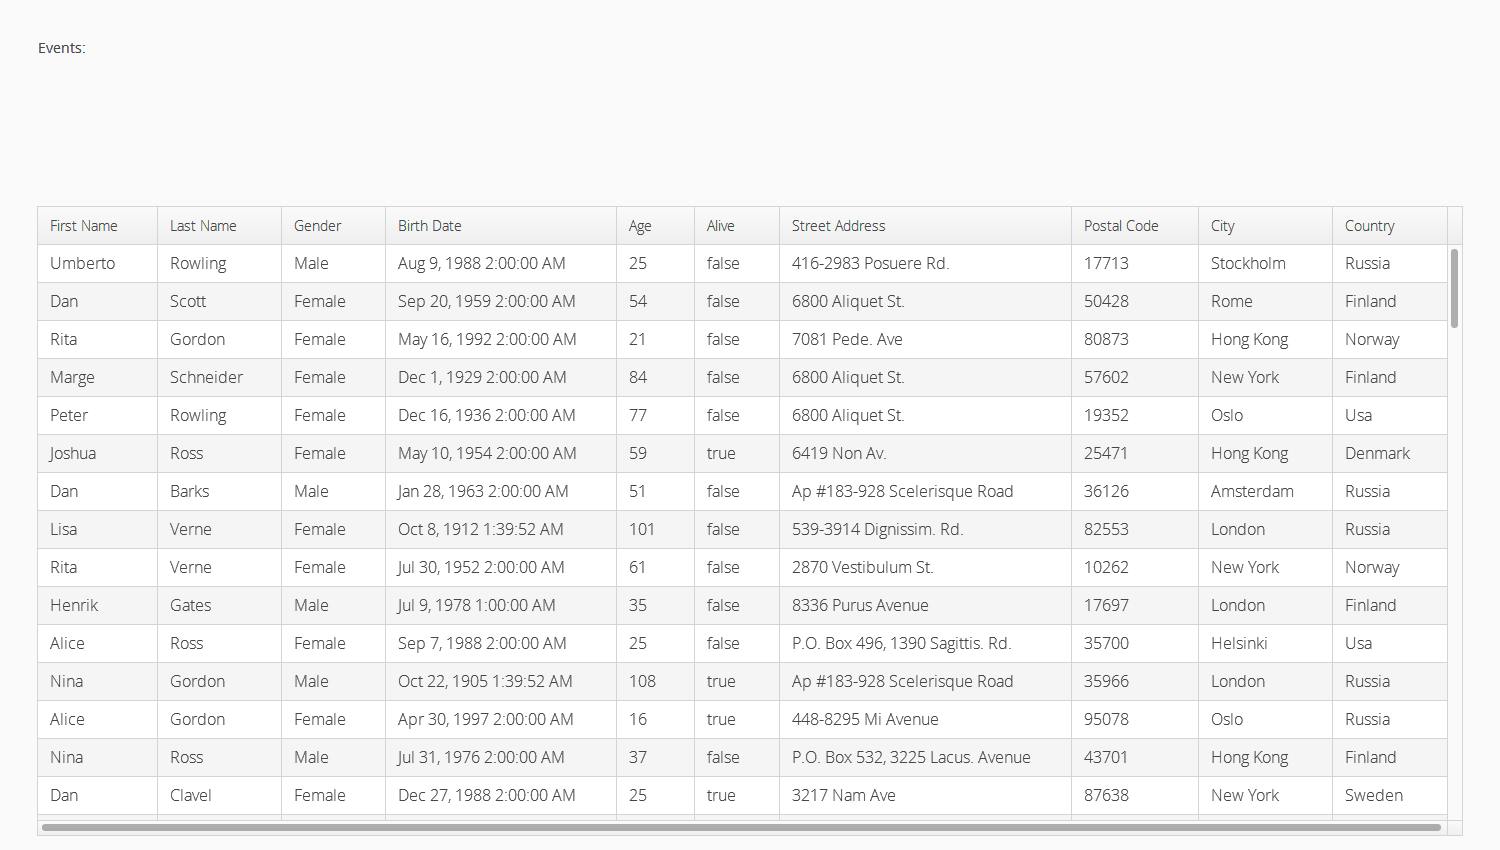 Events:
First Name Last Name Gender Birth Date Age Alive Street Address Postal Code City Country
Umberto Rowling Male Aug 9, 1988 2:00:00 AM 25 false 416-2983 Posuere Rd. 17713 Stockholm Russia
Dan Scott Female Sep 20, 1959 2:00:00 AM 54 false 6800 Aliquet St. 50428 Rome Finland
Rita Gordon Female May 16, 1992 2:00:00 AM 21 false 7081 Pede. Ave 80873 Hong Kong Norway
Marge Schneider Female Dec 1, 1929 2:00:00 AM 84 false 6800 Aliquet St. 57602 New York Finland
Peter Rowling Female Dec 16, 1936 2:00:00 AM 77 false 6800 Aliquet St. 19352 Oslo Usa
Joshua Ross Female May 10, 1954 2:00:00 AM 59 true 6419 Non Av. 25471 Hong Kong Denmark
Dan Barks Male Jan 28, 1963 2:00:00 AM 51 false Ap #183-928 Scelerisque Road 36126 Amsterdam Russia
Lisa Verne Female Oct 8, 1912 1:39:52 AM 101 false 539-3914 Dignissim. Rd. 82553 London Russia
Rita Verne Female Jul 30, 1952 2:00:00 AM 61 false 2870 Vestibulum St. 10262 New York Norway
Henrik Gates Male Jul 9, 1978 1:00:00 AM 35 false 8336 Purus Avenue 17697 London Finland
Alice Ross Female Sep 7, 1988 2:00:00 AM 25 false P.O. Box 496, 1390 Sagittis. Rd. 35700 Helsinki Usa
Nina Gordon Male Oct 22, 1905 1:39:52 AM 108 true Ap #183-928 Scelerisque Road 35966 London Russia
Alice Gordon Female Apr 30, 1997 2:00:00 AM 16 true 448-8295 Mi Avenue 95078 Oslo Russia
Nina Ross Male Jul 31, 1976 2:00:00 AM 37 false P.O. Box 532, 3225 Lacus. Avenue 43701 Hong Kong Finland
Dan Clavel Female Dec 27, 1988 2:00:00 AM 25 true 3217 Nam Ave 87638 New York Sweden